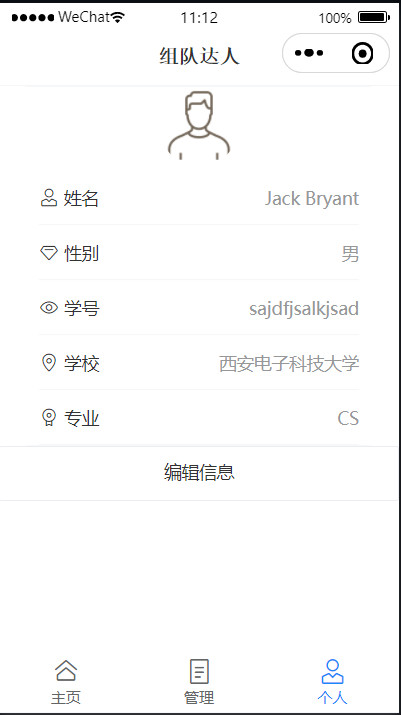 WeChat 11:12 100%
组队达人
姓名 Jack Bryant
性别 男
学号 sajdfjsalkjsad
学校 西安电子科技大学
专业 CS
编辑信息
主页 管理 个人